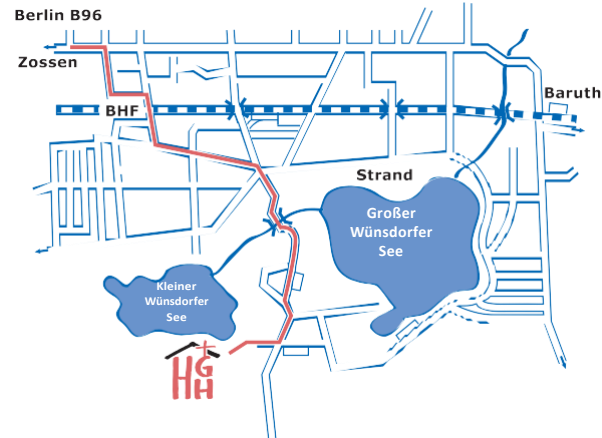 Berlin B96
Zossen
BHF
Baruth
Strand
Großer
Wünsdorfer
See
Kleiner
Wünsdorfer
See
HGH